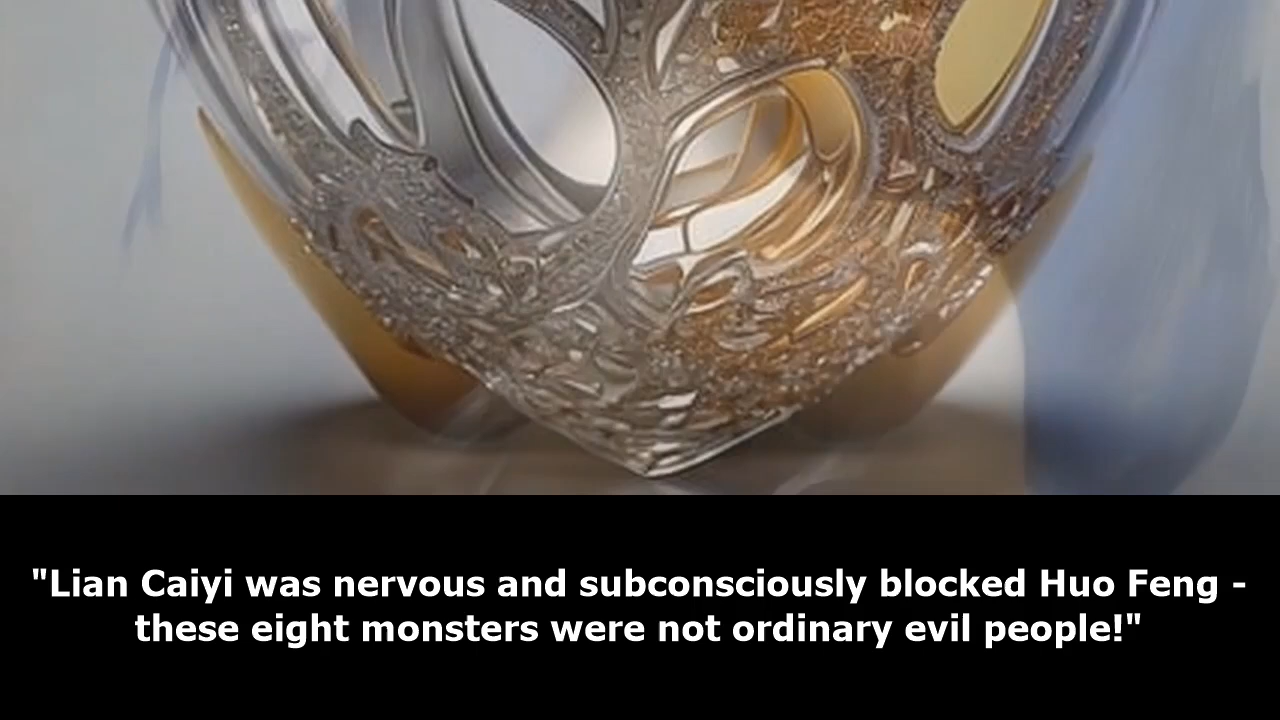 "Lian Caiyi was nervous and subconsciously blocked Huo Feng -
these eight monsters were not ordinary evil people!"